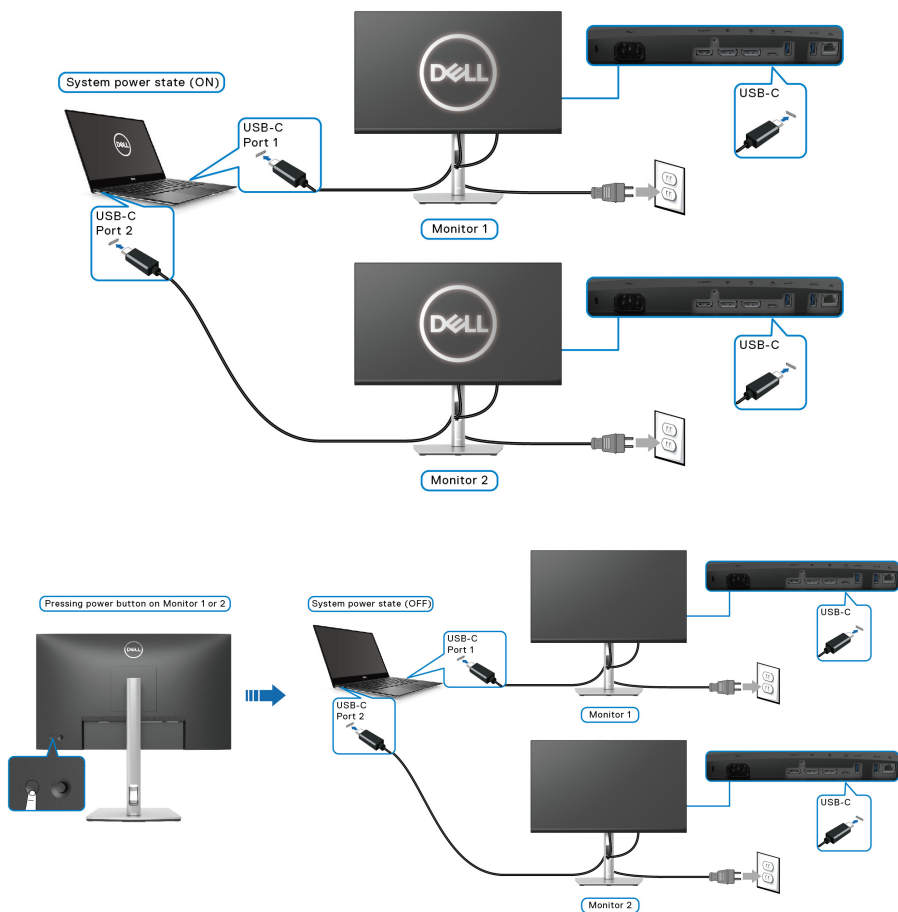 System power state (ON)
DELL
USB-C
USB-C
Port 1
DELL
Monitor 1
USB-C
Port 2
DELL
USB-C
Monitor 2
Pressing power button on Monitor 1 or 2
System power state (OFF)
DELL
USB-C
Port 1
USB-C
Monitor 1
USB-C
Port 2
USB-C
Monitor 2